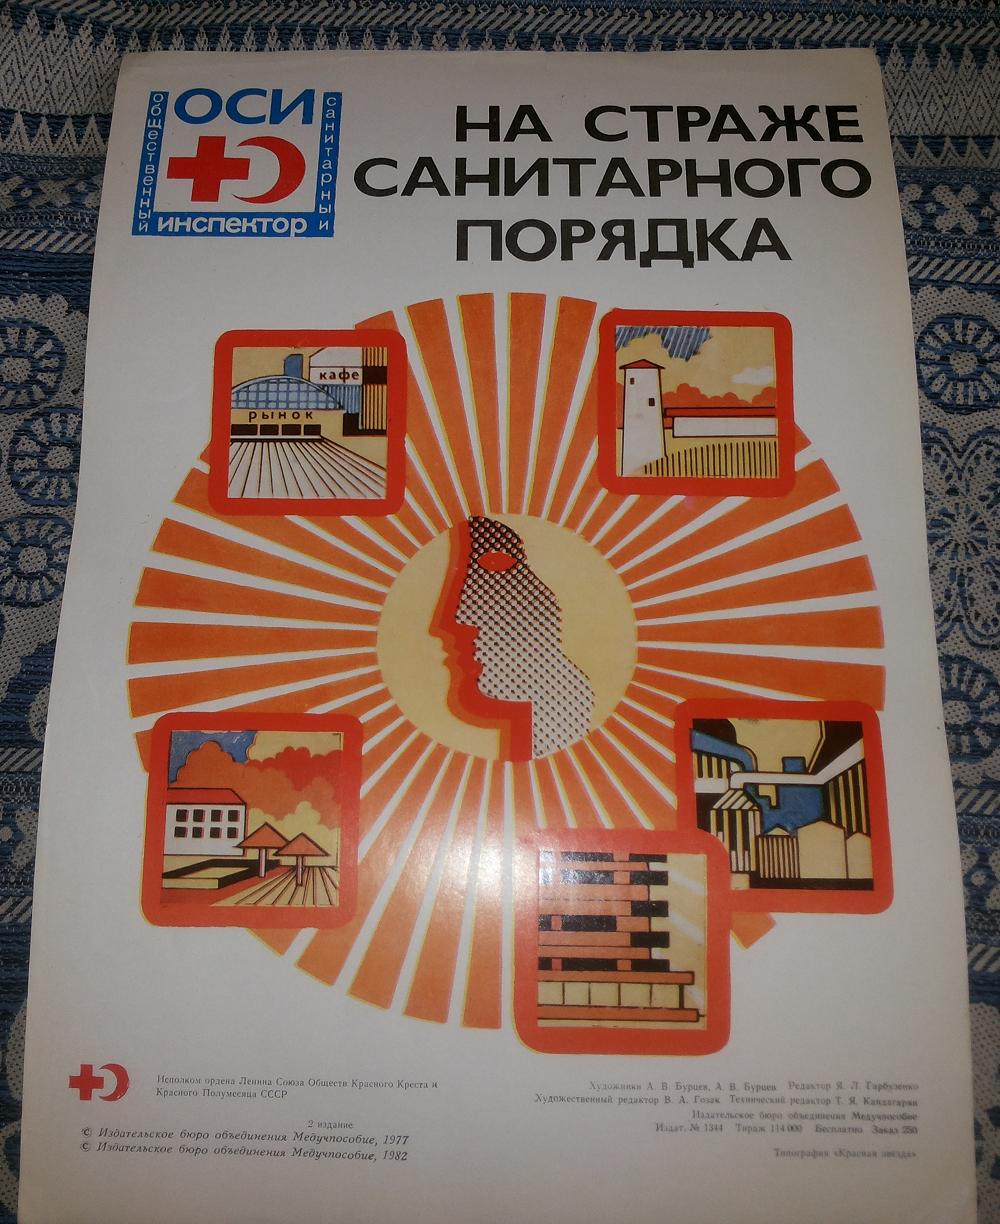 ОСИ
общественный
санитарный
инспектор
НА СТРАЖЕ
САНИТАРНОГО
ПОРЯДКА
кафе
рынок
Исполком ордена Ленина Союза Обществ Красного Креста и
Красного Полумесяца СССР
2 издание
© Издательское бюро объединения Медучпособие, 1977
© Издательское бюро объединения Медучпособие, 1982
Художники А. В. Бурцев, А. В. Бурцев Редактор Я. Л. Гарбузенко
Художественный редактор В. А. Гозак Технический редактор Т. Я. Кандагарян
Издательское бюро объединения Медучпособие
Издат. № 1344 Тираж 114 000 Бесплатно Заказ 250
Типография «Красная звезда»